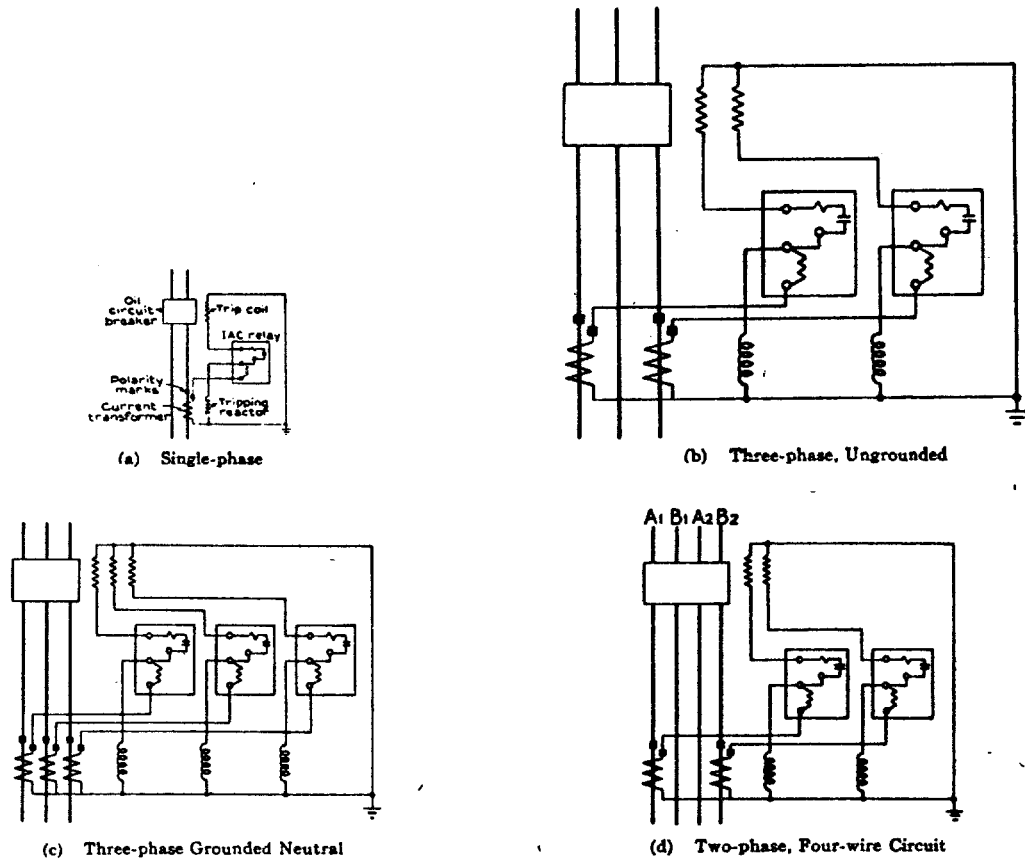 Oil
circuit
breaker
Trip coil
IAC relay
Polarity
marks
Current
transformer
Tripping
reactor
(a) Single-phase
(b) Three-phase, Ungrounded
(c) Three-phase Grounded Neutral
A1 B1 A2 B2
(d) Two-phase, Four-wire Circuit